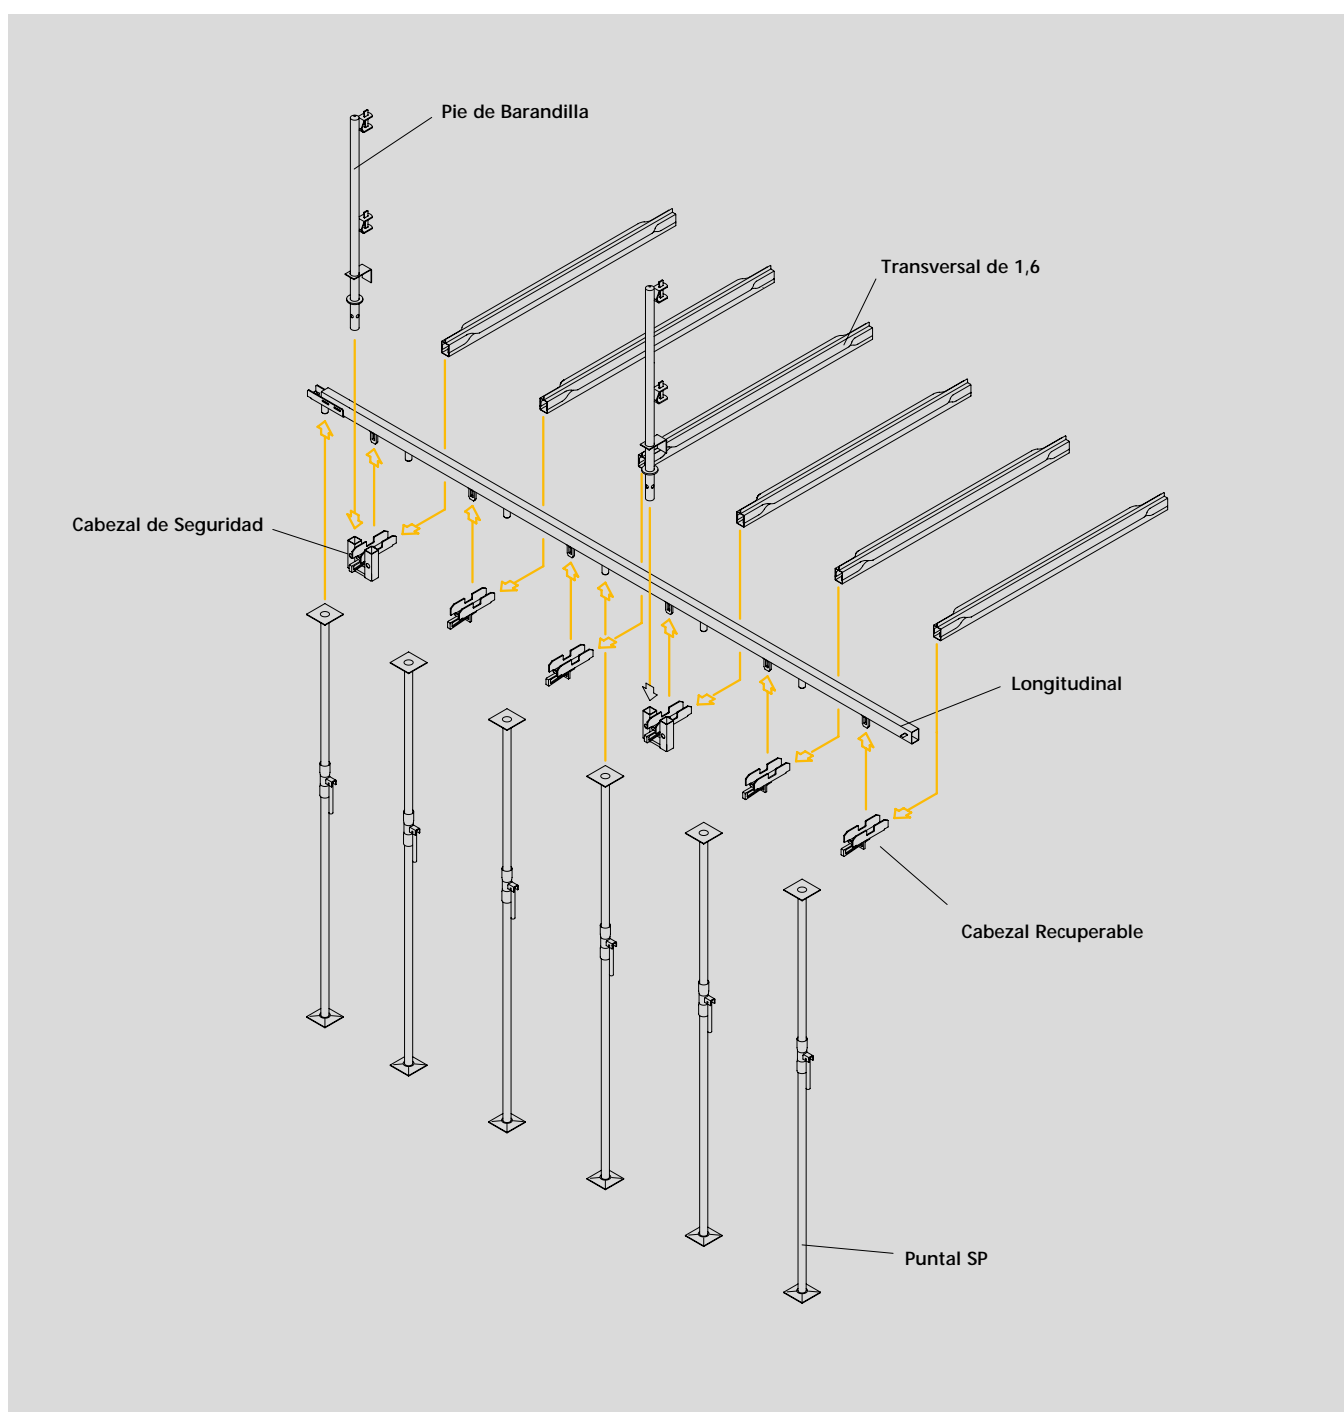 Pie de Barandilla
Transversal de 1,6
Cabezal de Seguridad
Longitudinal
Cabezal Recuperable
Puntal SP